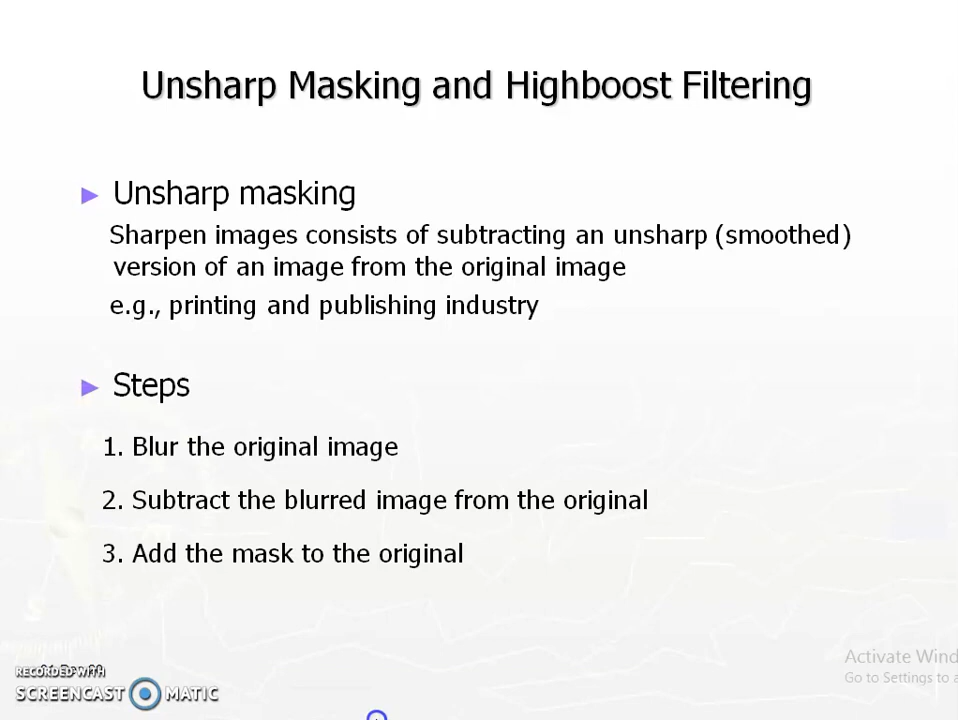 Unsharp Masking and Highboost Filtering
► Unsharp masking
Sharpen images consists of subtracting an unsharp (smoothed)
version of an image from the original image
e.g., printing and publishing industry
► Steps
1. Blur the original image
2. Subtract the blurred image from the original
3. Add the mask to the original
Activate Wind
Go to Settings to a
RECORDED WITH
SCREENCAST MATIC